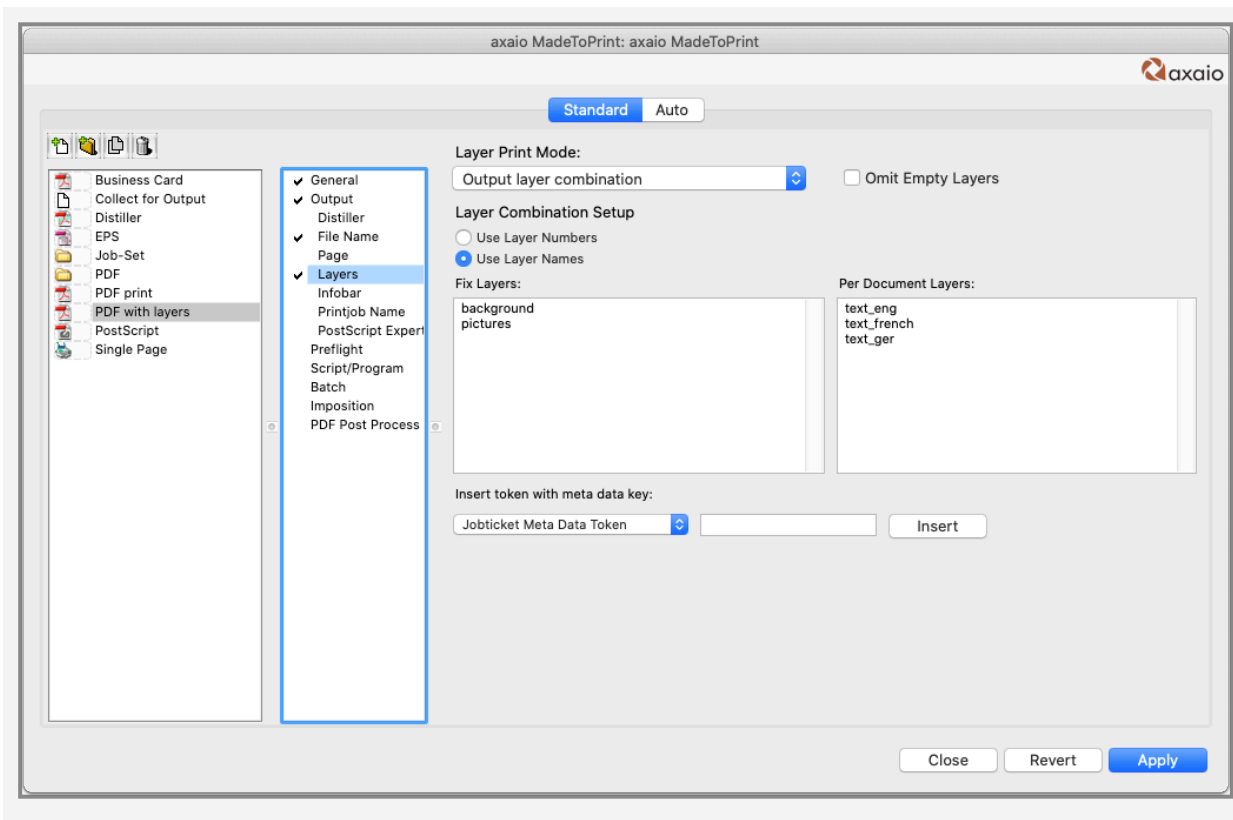 axaio MadeToPrint: axaio MadeToPrint
axaio
Standard Auto
Business Card
Collect for Output
Distiller
EPS
Job-Set
PDF
PDF print
PDF with layers
PostScript
Single Page
General
Output
Distiller
File Name
Page
Layers
Infobar
Printjob Name
PostScript Expert
Preflight
Script/Program
Batch
Imposition
PDF Post Process
Layer Print Mode:
Output layer combination
Omit Empty Layers
Layer Combination Setup
Use Layer Numbers
Use Layer Names
Fix Layers:
background
pictures
Per Document Layers:
text_eng
text_french
text_ger
Insert token with meta data key:
Jobticket Meta Data Token
Insert
Close Revert Apply